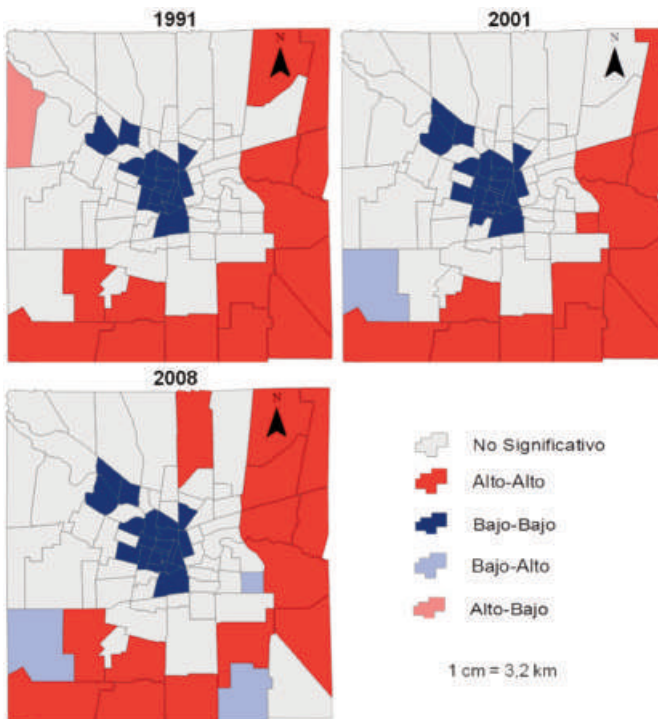 1991
2001
N
N
2008
N
No Significativo
Alto-Alto
Bajo-Bajo
Bajo-Alto
Alto-Bajo
1 cm = 3,2 km